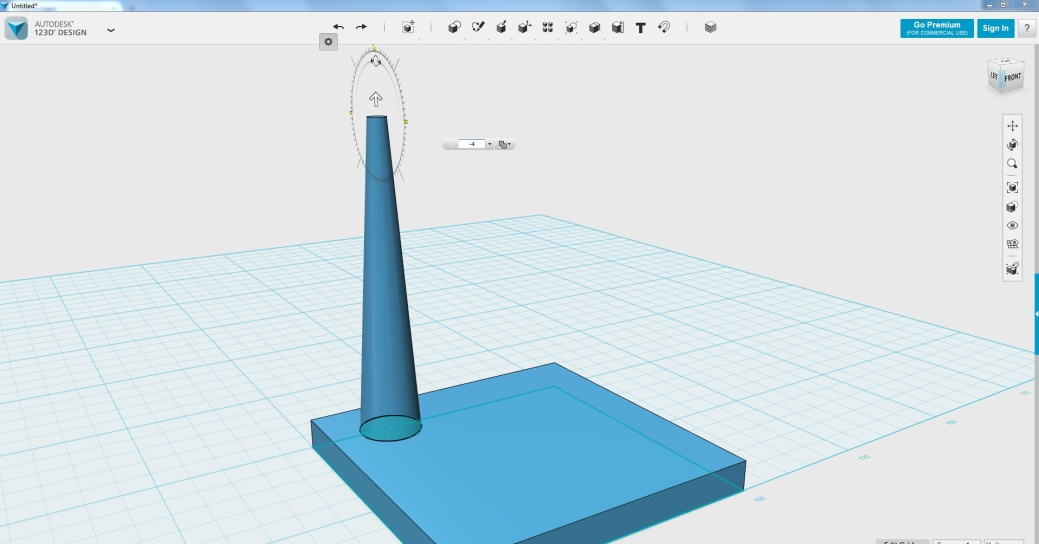 Untitled*
AUTODESK®
123D® DESIGN
Go Premium
(FOR COMMERCIAL USE)
Sign In
?
T
-4
FRONT